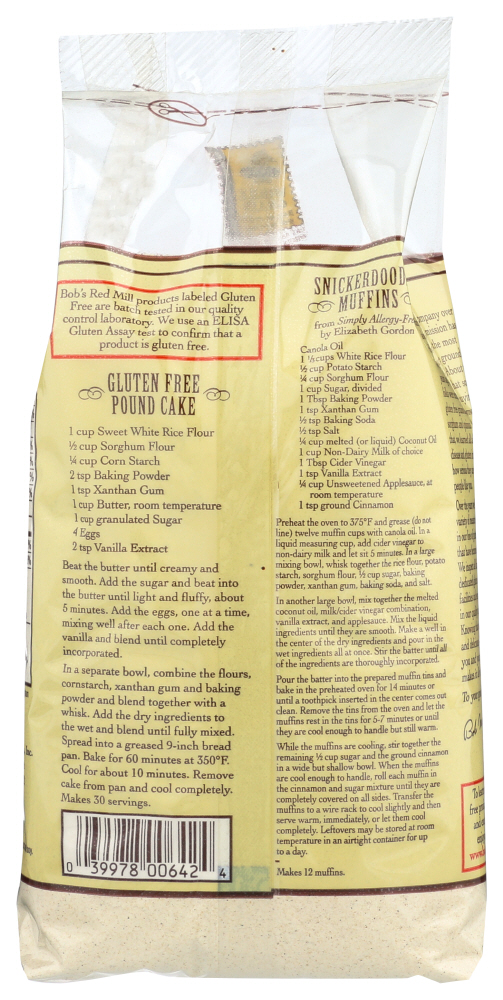 Bob's Red Mill products labeled Gluten
Free are batch tested in our quality
control laboratory. We use an ELISA
Gluten Assay test to confirm that a
product is gluten free.
GLUTEN FREE
POUND CAKE
1 cup Sweet White Rice Flour
½ cup Sorghum Flour
¼ cup Corn Starch
2 tsp Baking Powder
1 tsp Xanthan Gum
1 cup Butter, room temperature
1 cup granulated Sugar
4 Eggs
2 tsp Vanilla Extract
Beat the butter until creamy and
smooth. Add the sugar and beat into
the butter until light and fluffy, about
5 minutes. Add the eggs, one at a time,
mixing well after each one. Add the
vanilla and blend until completely
incorporated.
In a separate bowl, combine the flours,
cornstarch, xanthan gum and baking
powder and blend together with a
whisk. Add the dry ingredients to
the wet and blend until fully mixed.
Spread into a greased 9-inch bread
pan. Bake for 60 minutes at 350°F.
Cool for about 10 minutes. Remove
cake from pan and cool completely.
Makes 30 servings.
0 39978 00642 4
SNICKERDOOD
MUFFINS
from Simply Allergy-Fre
by Elizabeth Gordon
Canola Oil
1 ⅓ cups White Rice Flour
½ cup Potato Starch
¼ cup Sorghum Flour
1 cup Sugar, divided
1 Tbsp Baking Powder
1 tsp Xanthan Gum
½ tsp Baking Soda
½ tsp Salt
¼ cup melted (or liquid) Coconut Oil
1 cup Non-Dairy Milk of choice
1 Tbsp Cider Vinegar
1 tsp Vanilla Extract
¼ cup Unsweetened Applesauce, at
room temperature
1 tsp ground Cinnamon
Preheat the oven to 375°F and grease (do not
line) twelve muffin cups with canola oil. In a
liquid measuring cup, add cider vinegar to
non-dairy milk and let sit 5 minutes. In a large
mixing bowl, whisk together the rice flour, potato
starch, sorghum flour, ½ cup sugar, baking
powder, xanthan gum, baking soda, and salt.
In another large bowl, mix together the melted
coconut oil, milk/cider vinegar combination,
vanilla extract, and applesauce. Mix the liquid
ingredients until they are smooth. Make a well in
the center of the dry ingredients and pour in the
wet ingredients all at once. Stir the batter until all
of the ingredients are thoroughly incorporated.
Pour the batter into the prepared muffin tins and
bake in the preheated oven for 14 minutes or
until a toothpick inserted in the center comes out
clean. Remove the tins from the oven and let the
muffins rest in the tins for 5-7 minutes or until
they are cool enough to handle but still warm.
While the muffins are cooling, stir together the
remaining ½ cup sugar and the ground cinnamon
in a wide but shallow bowl. When the muffins
are cool enough to handle, roll each muffin in
the cinnamon and sugar mixture until they are
completely covered on all sides. Transfer the
muffins to a wire rack to cool slightly and then
serve warm, immediately, or let them cool
completely. Leftovers may be stored at room
temperature in an airtight container for up
to a day.
Makes 12 muffins.